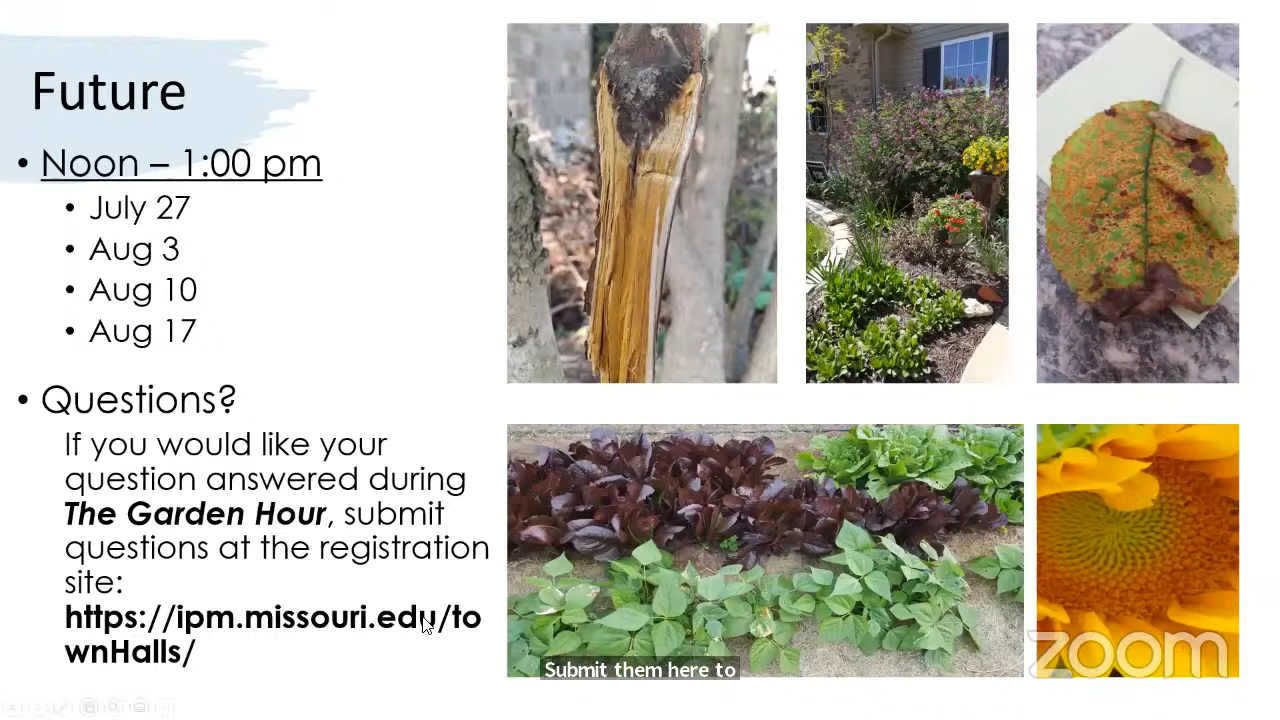 Future
• Noon – 1:00 pm
• July 27
• Aug 3
• Aug 10
• Aug 17
• Questions?
If you would like your
question answered during
The Garden Hour, submit
questions at the registration
site:
https://ipm.missouri.edu/to
wnHalls/
Submit them here to
zoom